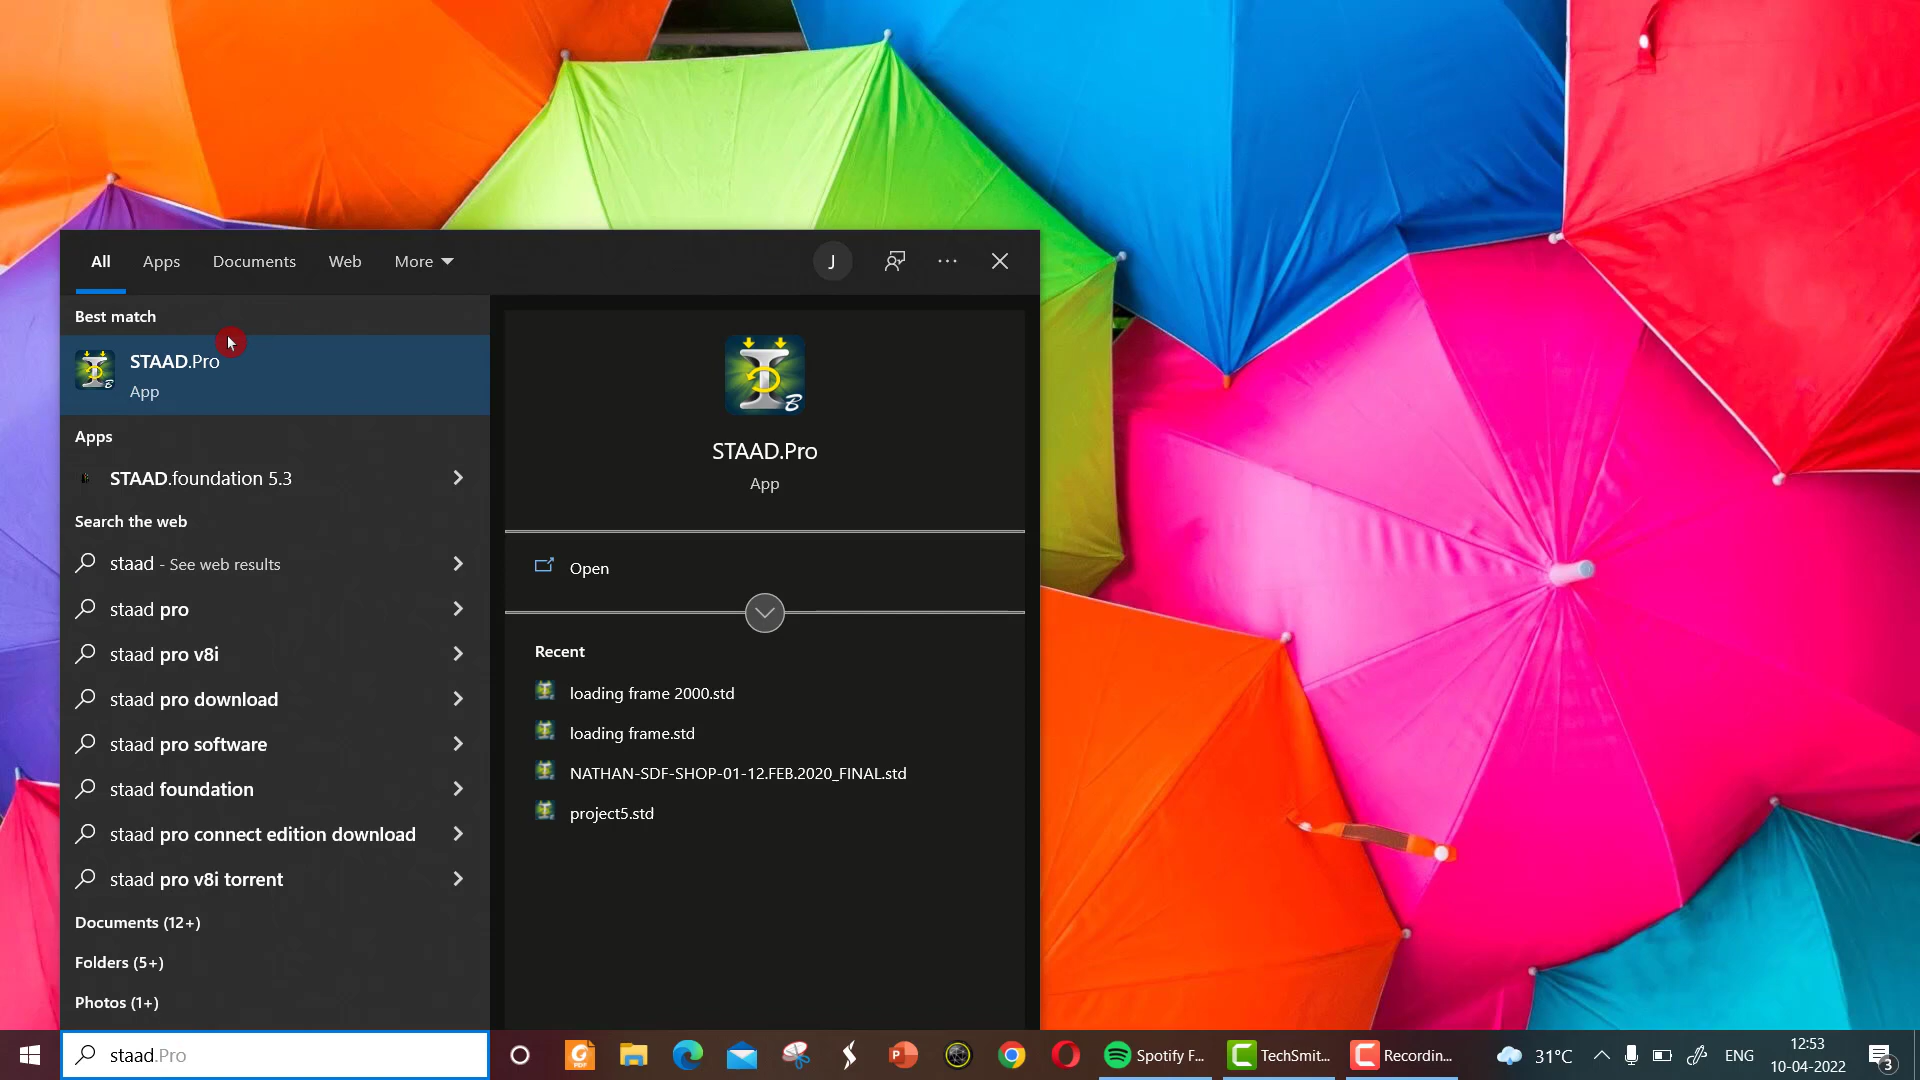 All
Apps
Documents
Web
More
J
Best match
STAAD.Pro
App
Apps
STAAD.foundation 5.3
Search the web
staad - See web results
staad pro
staad pro v8i
staad pro download
staad pro software
staad foundation
staad pro connect edition download
staad pro v8i torrent
Documents (12+)
Folders (5+)
Photos (1+)
STAAD.Pro
App
Open
Recent
loading frame 2000.std
loading frame.std
NATHAN-SDF-SHOP-01-12.FEB.2020_FINAL.std
project5.std
staad.Pro
Spotify F...
TechSmit...
Recordin...
31°C
ENG
12:53
10-04-2022
3